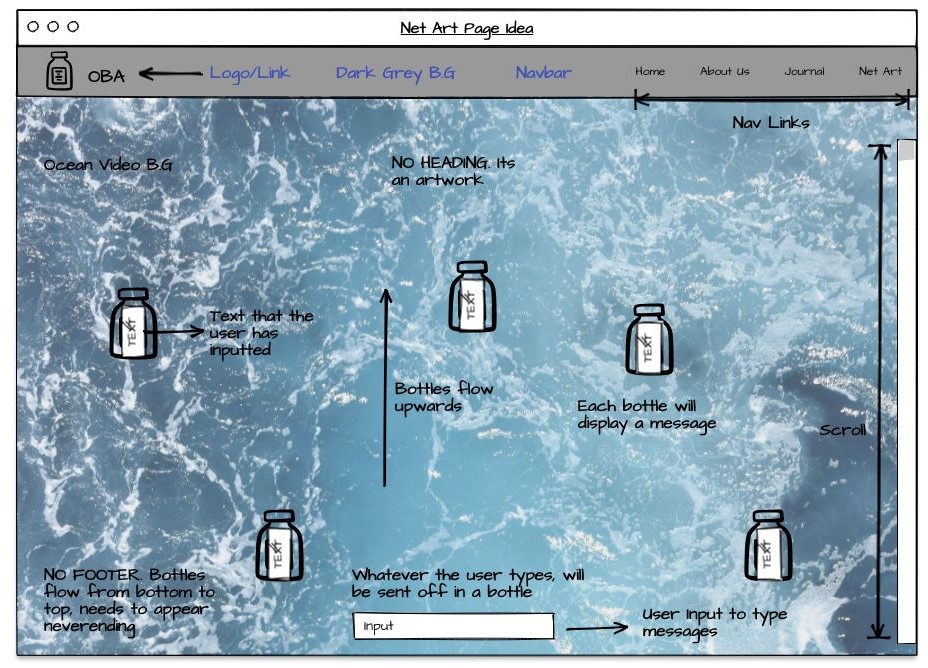 Net Art Page Idea
OBA
Logo/Link
Dark Grey B.G
Navbar
Home
About Us
Journal
Net Art
Nav Links
Ocean Video B.G
NO HEADING. Its
an artwork
TEXT
Text that the
user has
inputted
TEXT
TEXT
Bottles flow
upwards
Each bottle will
display a message
Scroll
TEXT
TEXT
NO FOOTER. Bottles
flow from bottom to
top, needs to appear
neverending
Whatever the user types, will
be sent off in a bottle
Input
User Input to type
messages